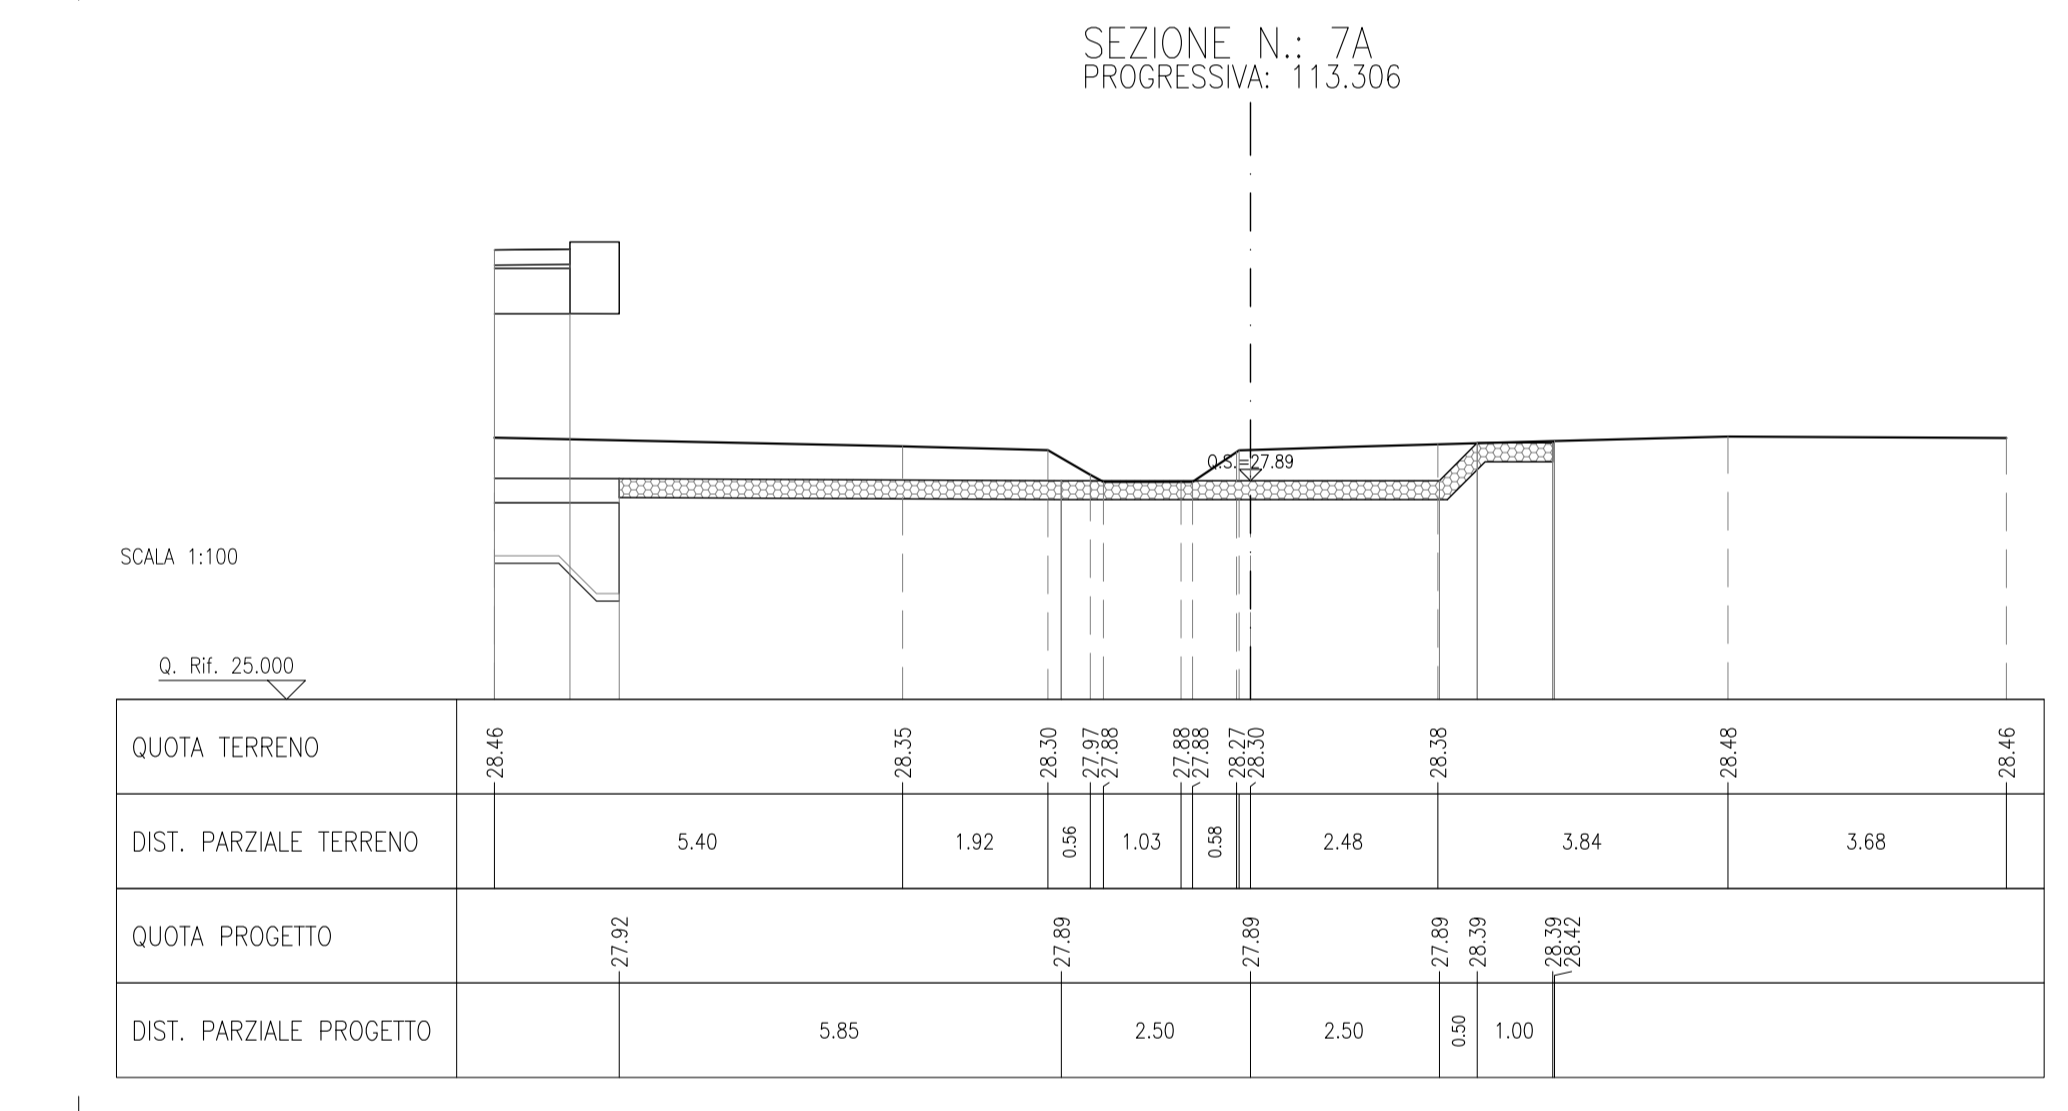 SEZIONE N.: 7A
PROGRESSIVA: 113.306
Q.S.=27.89
SCALA 1:100
Q. Rif. 25.000
QUOTA TERRENO 28.46 28.35 28.30 27.97 27.88 27.88 27.88 28.27 28.30 28.38 28.48 28.46
DIST. PARZIALE TERRENO 5.40 1.92 0.56 1.03 0.58 2.48 3.84 3.68
QUOTA PROGETTO 27.92 27.89 27.89 27.89 28.39 28.39 28.42
DIST. PARZIALE PROGETTO 5.85 2.50 2.50 0.50 1.00